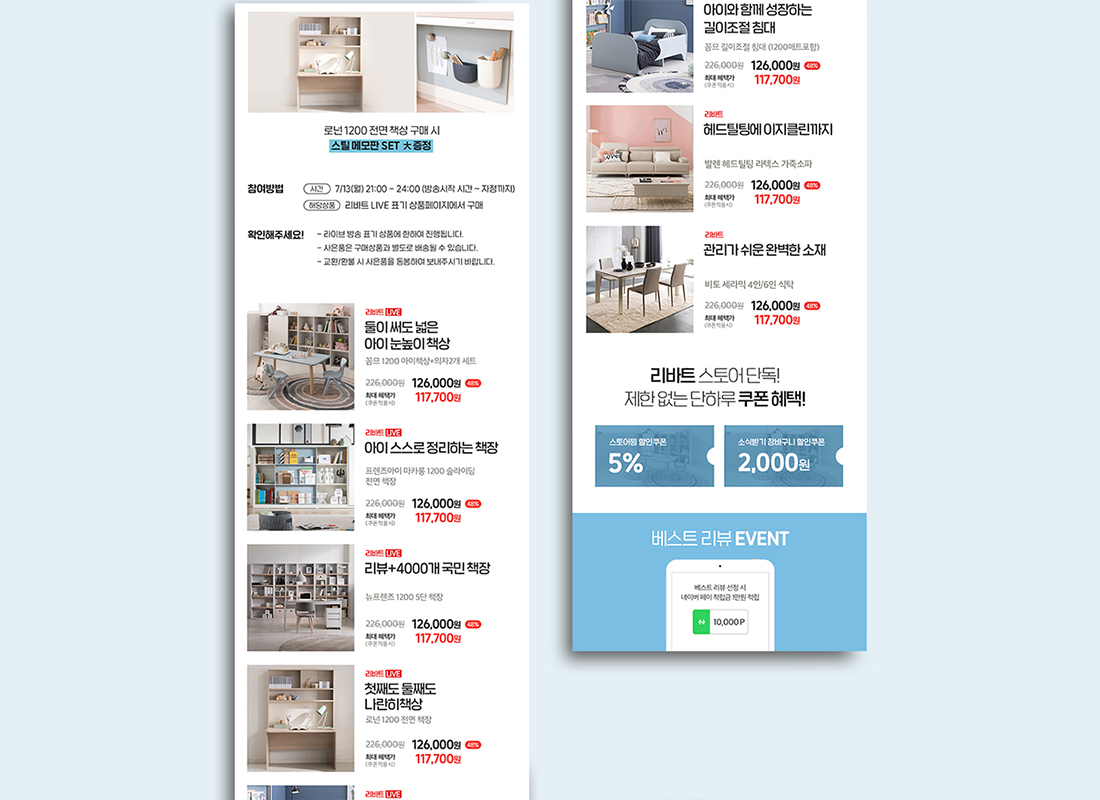 로넌 1200 전면 책상 구매 시
스틸 메모판 SET 大 증정
참여방법
시간 7/13(월) 21:00 ~ 24:00 (방송시작 시간 ~ 자정까지)
해당상품 리바트 LIVE 표기 상품페이지에서 구매
확인해주세요!
- 라이브 방송 표기 상품에 한하여 진행됩니다.
- 사은품은 구매상품과 별도로 배송될 수 있습니다.
- 교환/환불 시 사은품을 동봉하여 보내주시기 바랍니다.
리바트 LIVE
둘이 써도 넓은
아이 눈높이 책상
꼼므 1200 아이책상+의자2개 세트
226,000원 126,000원 48%
최대 혜택가 117,700원
(쿠폰적용시)
리바트 LIVE
아이 스스로 정리하는 책장
프렌즈아이 마카롱 1200 슬라이딩
전면 책장
226,000원 126,000원 48%
최대 혜택가 117,700원
(쿠폰적용시)
리바트 LIVE
리뷰+4000개 국민 책장
뉴프렌즈 1200 5단 책장
226,000원 126,000원 48%
최대 혜택가 117,700원
(쿠폰적용시)
리바트 LIVE
첫째도 둘째도
나란히책상
로넌 1200 전면 책장
226,000원 126,000원 48%
최대 혜택가 117,700원
(쿠폰적용시)
리바트 LIVE
아이와 함께 성장하는
길이조절 침대
꼼므 길이조절 침대 (1200매트포함)
226,000원 126,000원 48%
최대 혜택가 117,700원
(쿠폰적용시)
리바트
헤드틸팅에 이지클린까지
발렌 헤드틸팅 라텍스 가죽소파
226,000원 126,000원 48%
최대 혜택가 117,700원
(쿠폰적용시)
리바트
관리가 쉬운 완벽한 소재
비토 세라믹 4인/6인 식탁
226,000원 126,000원 48%
최대 혜택가 117,700원
(쿠폰적용시)
리바트 스토어 단독!
제한 없는 단하루 쿠폰 혜택!
스토어찜 할인쿠폰
5%
소식받기 장바구니 할인쿠폰
2,000원
베스트 리뷰 EVENT
베스트 리뷰 선정 시
네이버 페이 적립금 1만원 적립
N 10,000 P